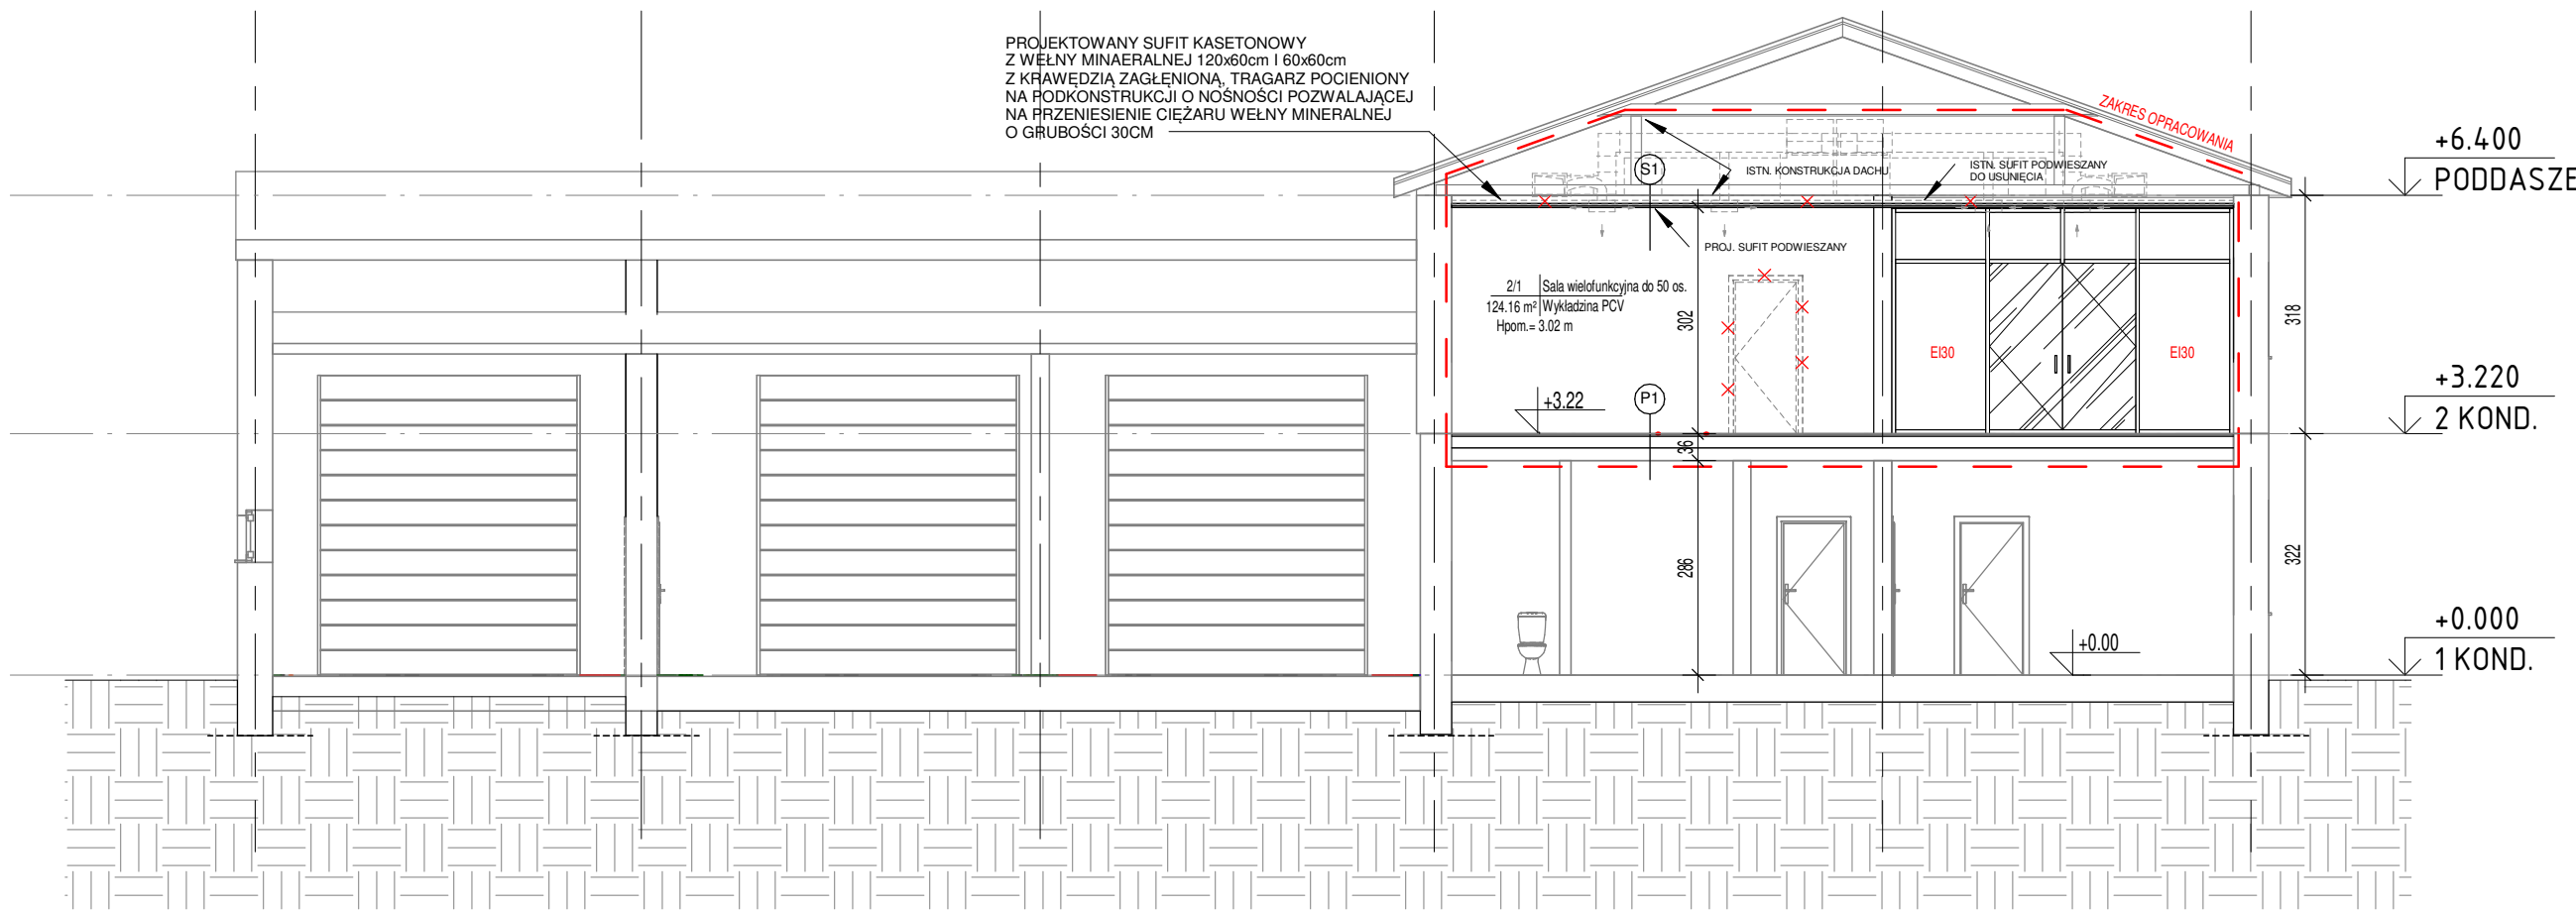 PROJEKTOWANY SUFIT KASETONOWY
Z WEŁNY MINAERALNEJ 120x60cm I 60x60cm
Z KRAWĘDZIĄ ZAGŁĘNIONĄ, TRAGARZ POCIENIONY
NA PODKONSTRUKCJI O NOŚNOŚCI POZWALAJĄCEJ
NA PRZENIESIENIE CIĘŻARU WEŁNY MINERALNEJ
O GRUBOŚCI 30CM
ZAKRES OPRACOWANIA
+6.400
PODDASZE
S1
ISTN. KONSTRUKCJA DACHU
ISTN. SUFIT PODWIESZANY
DO USUNIĘCIA
PROJ. SUFIT PODWIESZANY
2/1 Sala wielofunkcyjna do 50 os.
124.16 m² Wykładzina PCV
Hpom.= 3.02 m
302
318
EI30
EI30
+3.220
2 KOND.
+3.22
P1
36
286
322
+0.00
+0.000
1 KOND.